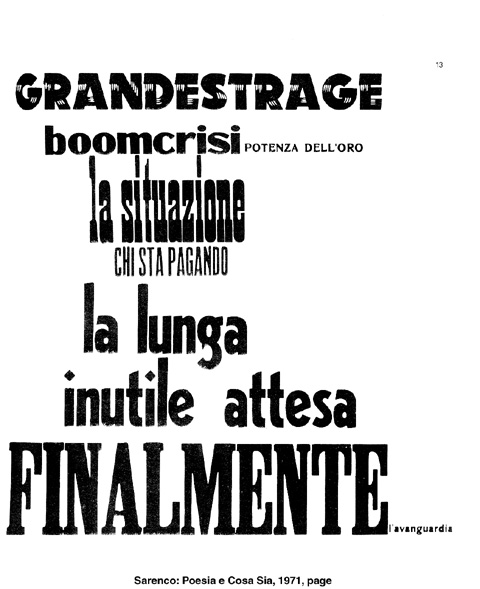 13
GRANDESTRAGE
boomcrisi POTENZA DELL'ORO
la situazione
CHI STA PAGANDO
la lunga
inutile attesa
FINALMENTE l'avanguardia
Sarenco: Poesia e Cosa Sia, 1971, page